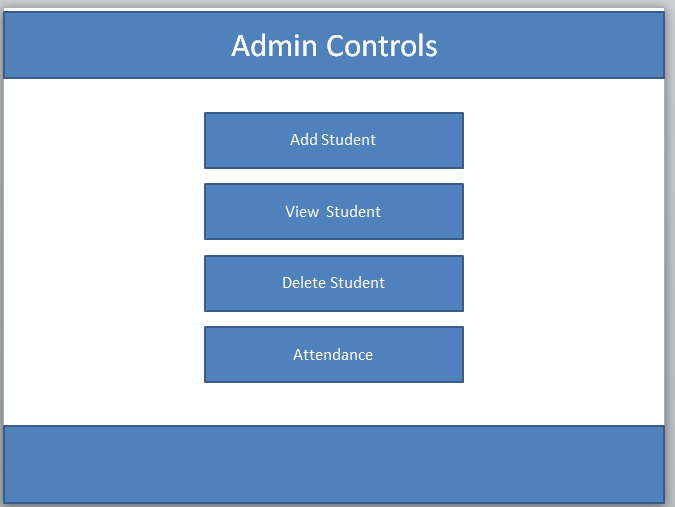 Admin Controls
Add Student
View  Student
Delete Student
Attendance